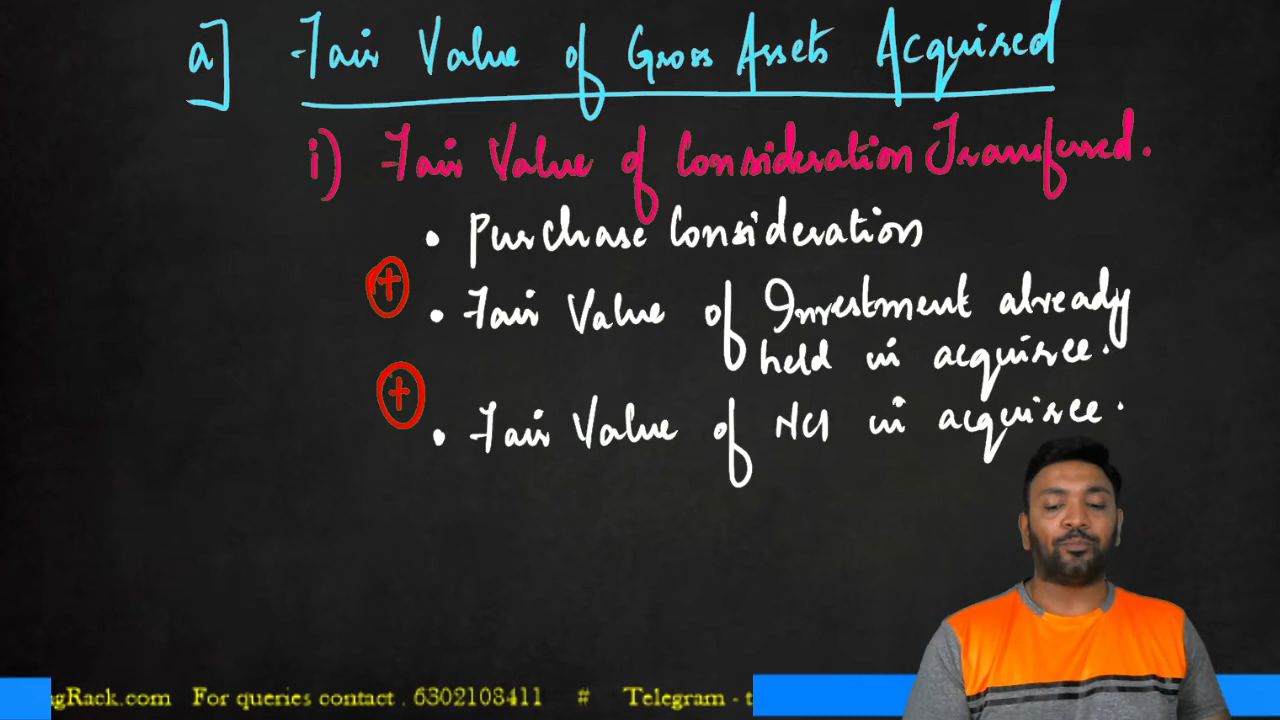 a] Fair Value of Gross Assets Acquired
i) Fair Value of Consideration Transferred.
• Purchase Consideration
+ • Fair Value of Investment already
held in acquiree.
+ • Fair Value of NCI in acquiree.
ngRack.com For queries contact . 6302108411 # Telegram - t